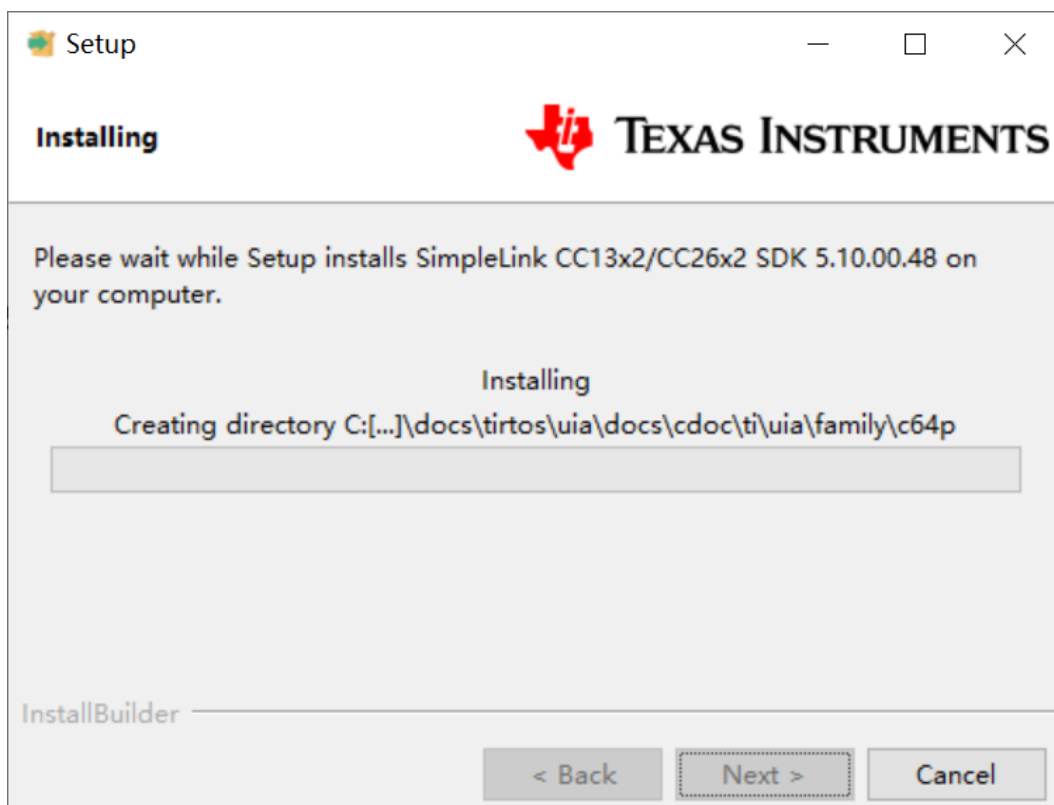 Setup
Installing
TEXAS INSTRUMENTS
Please wait while Setup installs SimpleLink CC13x2/CC26x2 SDK 5.10.00.48 on
your computer.
Installing
Creating directory C:[...]\docs\tirtos\uia\docs\cdoc\ti\uia\family\c64p
InstallBuilder
< Back
Next >
Cancel